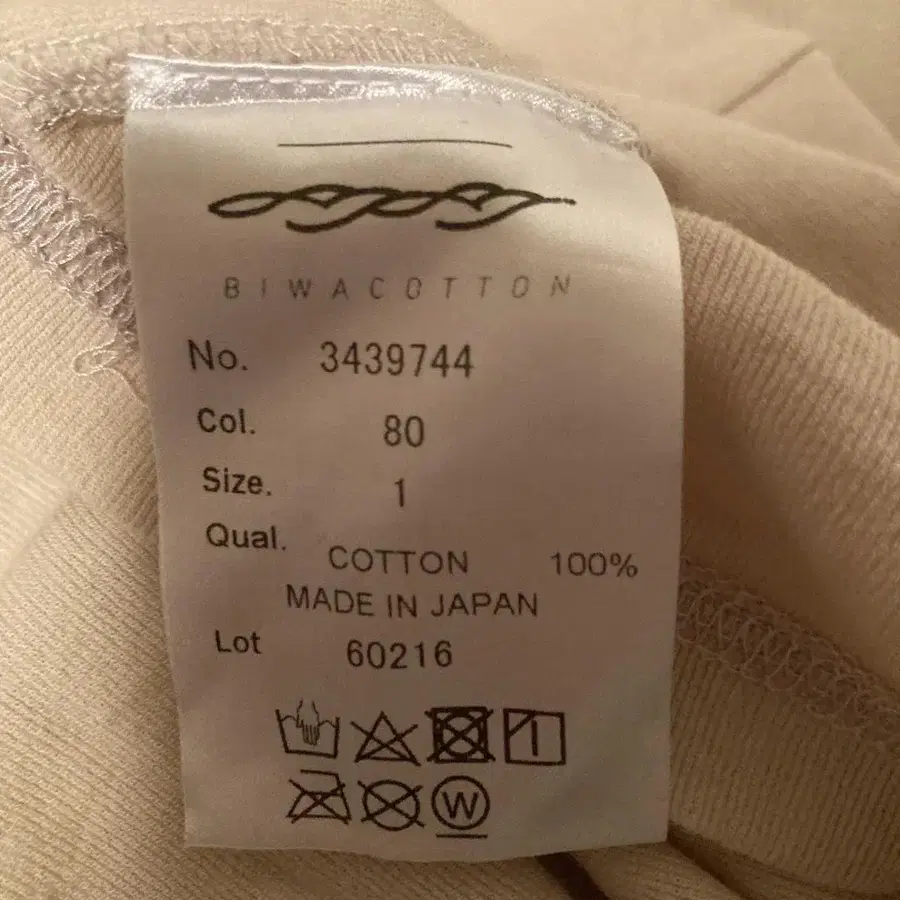 BIWACOTTON
No. 3439744
Col. 80
Size. 1
Qual.
COTTON 100%
MADE IN JAPAN
Lot 60216
W